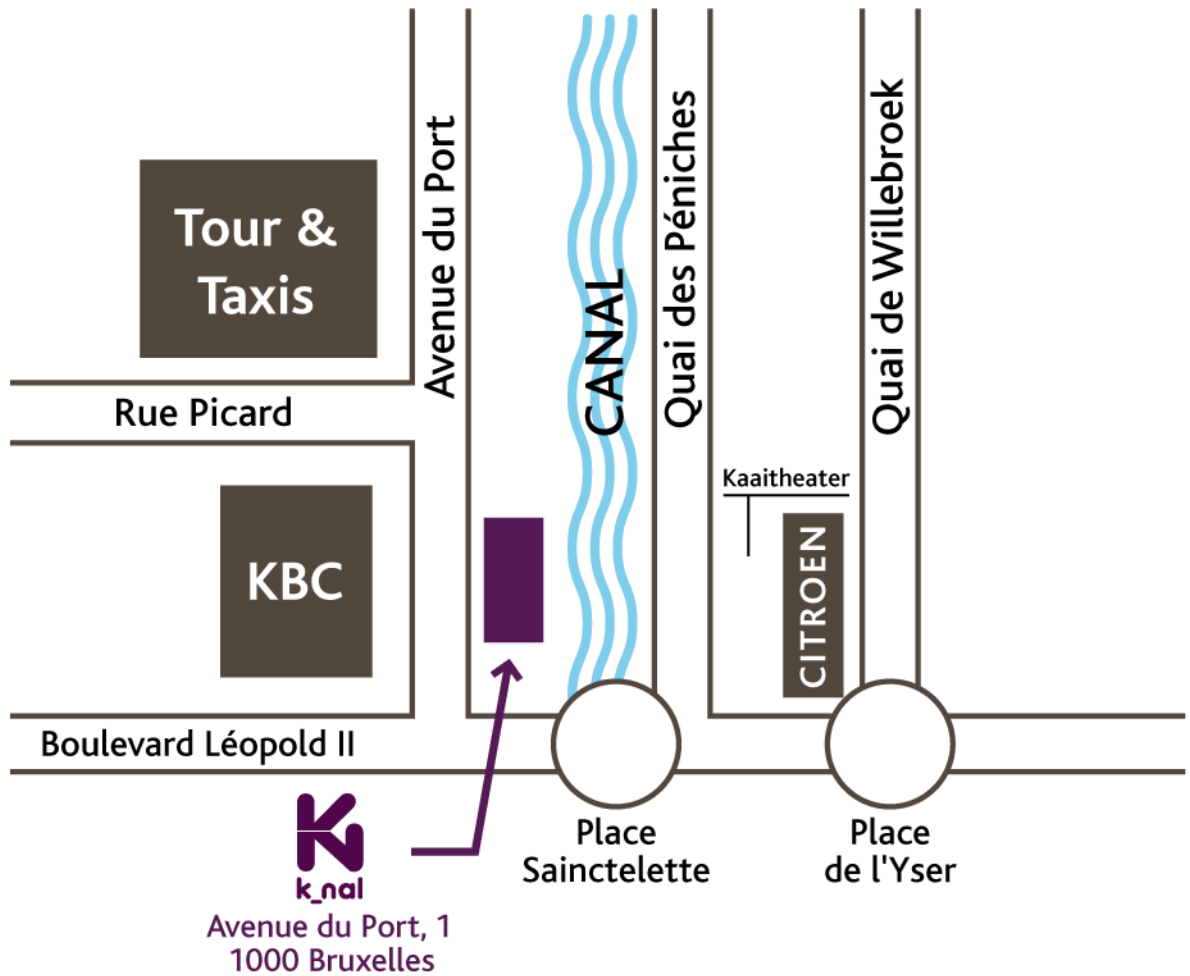 Tour &
Taxis
Avenue du Port
CANAL
Quai des Péniches
Quai de Willebroek
Rue Picard
Kaaitheater
KBC
CITROEN
Boulevard Léopold II
Place
Sainctelette
Place
de l'Yser
k_nal
Avenue du Port, 1
1000 Bruxelles